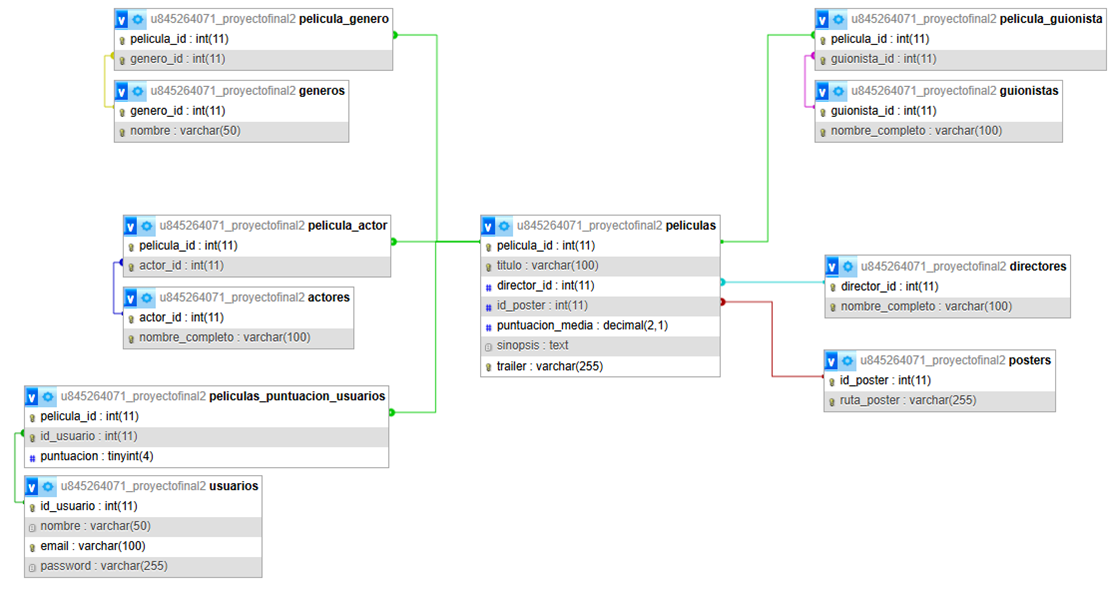 u845264071_proyectofinal2 pelicula_genero
pelicula_id : int(11)
genero_id : int(11)
u845264071_proyectofinal2 generos
genero_id : int(11)
nombre : varchar(50)
u845264071_proyectofinal2 pelicula_guionista
pelicula_id : int(11)
guionista_id : int(11)
u845264071_proyectofinal2 guionistas
guionista_id : int(11)
nombre_completo : varchar(100)
u845264071_proyectofinal2 pelicula_actor
pelicula_id : int(11)
actor_id : int(11)
u845264071_proyectofinal2 actores
actor_id : int(11)
nombre_completo : varchar(100)
u845264071_proyectofinal2 peliculas
pelicula_id : int(11)
titulo : varchar(100)
director_id : int(11)
id_poster : int(11)
puntuacion_media : decimal(2,1)
sinopsis : text
trailer : varchar(255)
u845264071_proyectofinal2 directores
director_id : int(11)
nombre_completo : varchar(100)
u845264071_proyectofinal2 posters
id_poster : int(11)
ruta_poster : varchar(255)
u845264071_proyectofinal2 peliculas_puntuacion_usuarios
pelicula_id : int(11)
id_usuario : int(11)
puntuacion : tinyint(4)
u845264071_proyectofinal2 usuarios
id_usuario : int(11)
nombre : varchar(50)
email : varchar(100)
password : varchar(255)